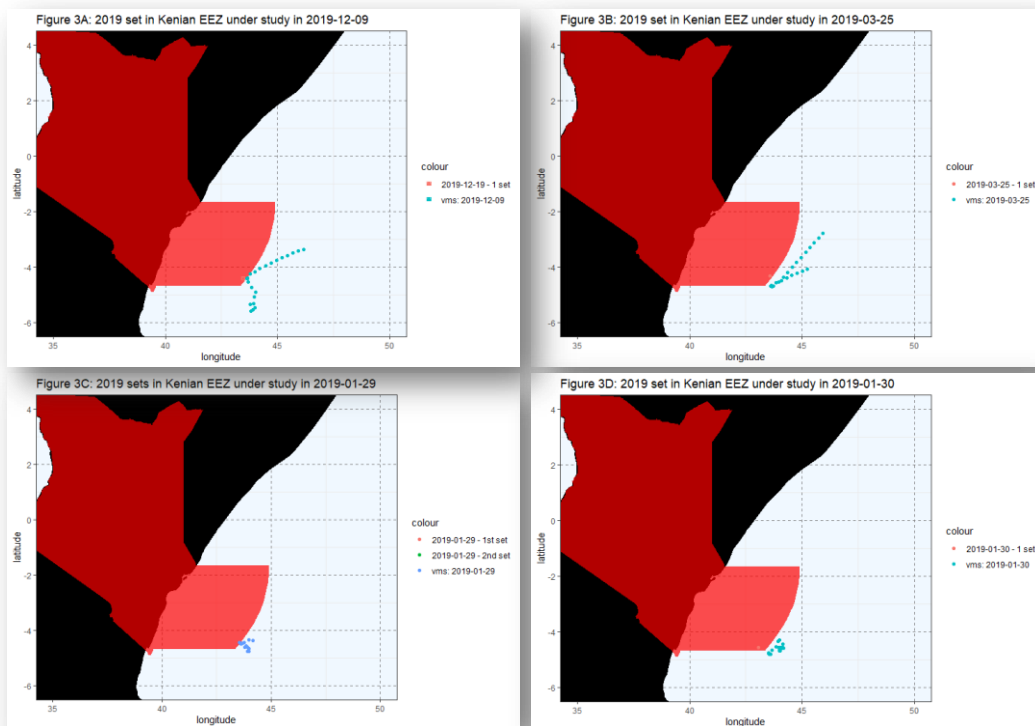 Figure 3A: 2019 set in Kenian EEZ under study in 2019-12-09
4
2
0
-2
-4
-6
latitude
35
40
45
50
longitude
colour
2019-12-19 - 1 set
vms: 2019-12-09
Figure 3B: 2019 set in Kenian EEZ under study in 2019-03-25
4
2
0
-2
-4
-6
latitude
35
40
45
50
longitude
colour
2019-03-25 - 1 set
vms: 2019-03-25
Figure 3C: 2019 sets in Kenian EEZ under study in 2019-01-29
4
2
0
-2
-4
-6
latitude
35
40
45
50
longitude
colour
2019-01-29 - 1st set
2019-01-29 - 2nd set
vms: 2019-01-29
Figure 3D: 2019 set in Kenian EEZ under study in 2019-01-30
4
2
0
-2
-4
-6
latitude
35
40
45
50
longitude
colour
2019-01-30 - 1 set
vms: 2019-01-30